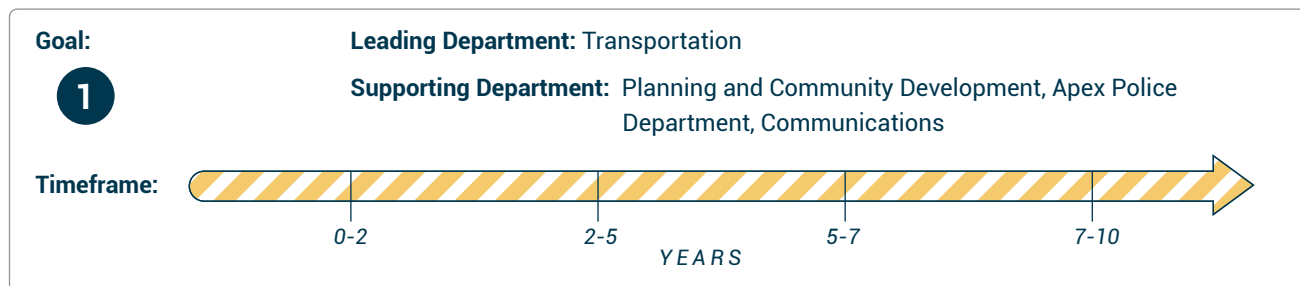 Goal:
Leading Department: Transportation
1
Supporting Department: Planning and Community Development, Apex Police
Department, Communications
Timeframe:
0-2 2-5 5-7 7-10
YEARS